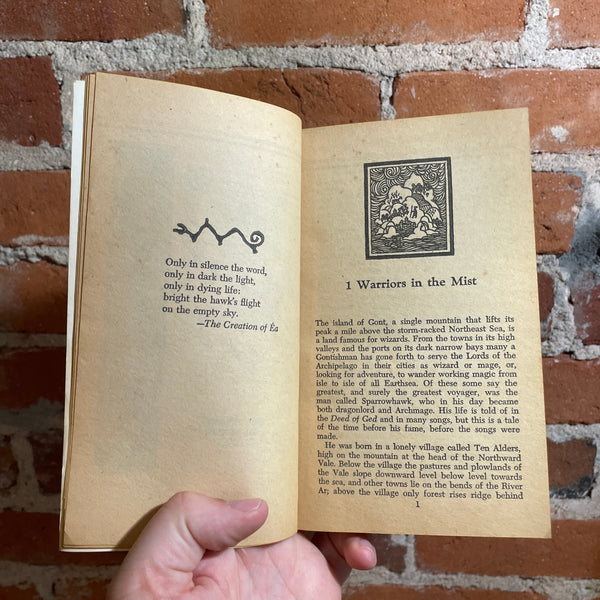 Only in silence the word,
only in dark the light,
only in dying life:
bright the hawk's flight
on the empty sky.
—The Creation of Éa
1 Warriors in the Mist
The island of Gont, a single mountain that lifts its
peak a mile above the storm-racked Northeast Sea, is
a land famous for wizards. From the towns in its high
valleys and the ports on its dark narrow bays many a
Gontishman has gone forth to serve the Lords of the
Archipelago in their cities as wizard or mage, or,
looking for adventure, to wander working magic from
isle to isle of all Earthsea. Of these some say the
greatest, and surely the greatest voyager, was the
man called Sparrowhawk, who in his day became
both dragonlord and Archmage. His life is told of in
the Deed of Ged and in many songs, but this is a tale
of the time before his fame, before the songs were
made.
He was born in a lonely village called Ten Alders,
high on the mountain at the head of the Northward
Vale. Below the village the pastures and plowlands of
the Vale slope downward level below level towards
the sea, and other towns lie on the bends of the River
Ar; above the village only forest rises ridge behind
1